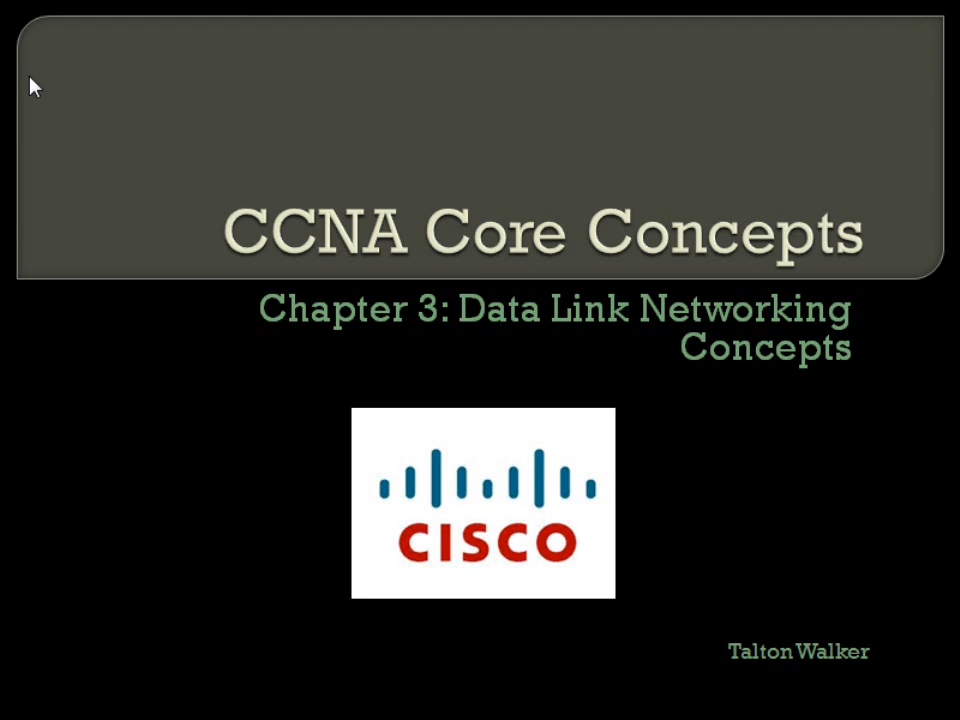 CCNA Core Concepts
Chapter 3: Data Link Networking
Concepts
CISCO
Talton Walker